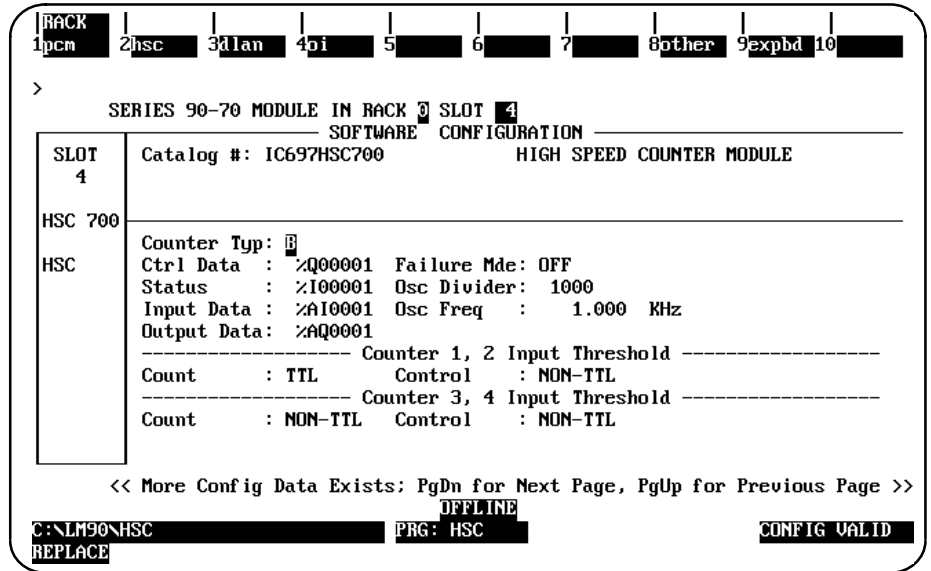 RACK
1pcm 2hsc 3dlan 4oi 5 6 7 8other 9expbd 10
>
SERIES 90-70 MODULE IN RACK 0 SLOT 4
SOFTWARE CONFIGURATION
SLOT Catalog #: IC697HSC700 HIGH SPEED COUNTER MODULE
4
HSC 700
Counter Typ: B
HSC Ctrl Data : %Q00001 Failure Mde: OFF
Status : %I00001 Osc Divider: 1000
Input Data : %AI0001 Osc Freq : 1.000 KHz
Output Data: %AQ0001
------------------- Counter 1, 2 Input Threshold ------------------
Count : TTL Control : NON-TTL
------------------- Counter 3, 4 Input Threshold ------------------
Count : NON-TTL Control : NON-TTL
<< More Config Data Exists; PgDn for Next Page, PgUp for Previous Page >>
OFFLINE
C:\LM90\HSC PRG: HSC CONFIG VALID
REPLACE